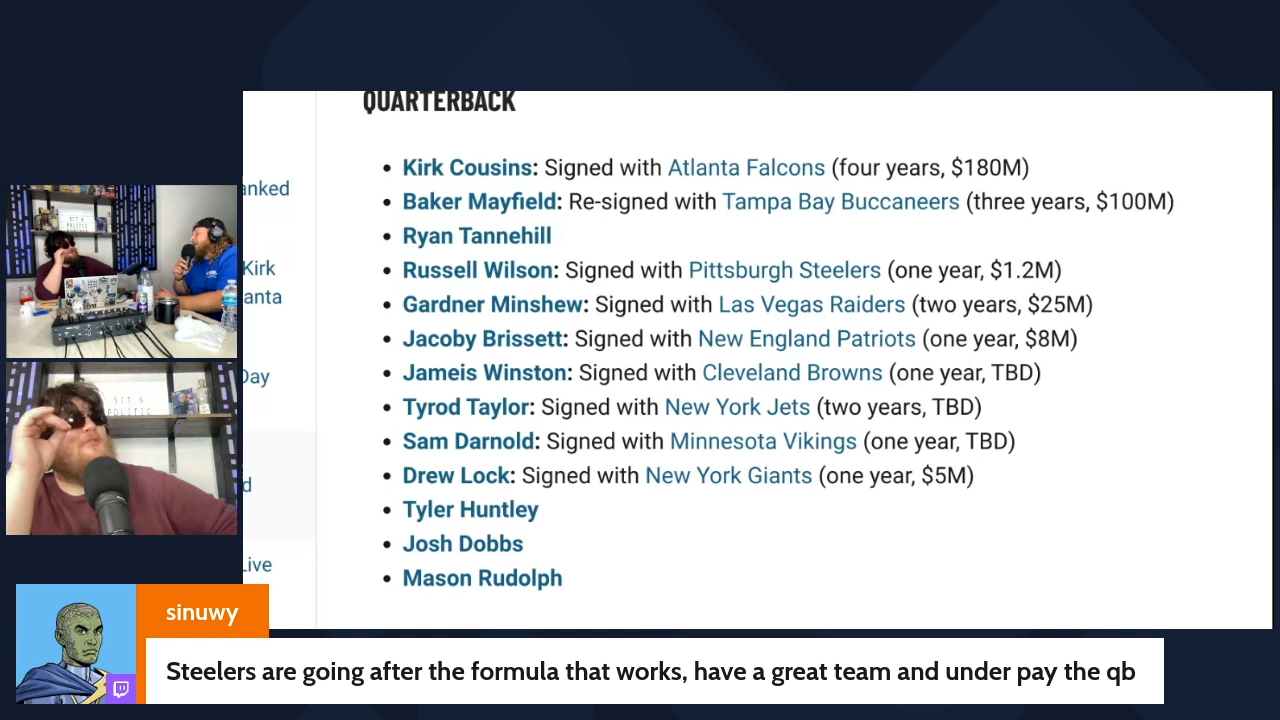 QUARTERBACK
• Kirk Cousins: Signed with Atlanta Falcons (four years, $180M)
• Baker Mayfield: Re-signed with Tampa Bay Buccaneers (three years, $100M)
• Ryan Tannehill
• Russell Wilson: Signed with Pittsburgh Steelers (one year, $1.2M)
• Gardner Minshew: Signed with Las Vegas Raiders (two years, $25M)
• Jacoby Brissett: Signed with New England Patriots (one year, $8M)
• Jameis Winston: Signed with Cleveland Browns (one year, TBD)
• Tyrod Taylor: Signed with New York Jets (two years, TBD)
• Sam Darnold: Signed with Minnesota Vikings (one year, TBD)
• Drew Lock: Signed with New York Giants (one year, $5M)
• Tyler Huntley
• Josh Dobbs
• Mason Rudolph
anked
Kirk
anta
Day
d
Live
SIT &
POLITIC
sinuwy
Steelers are going after the formula that works, have a great team and under pay the qb